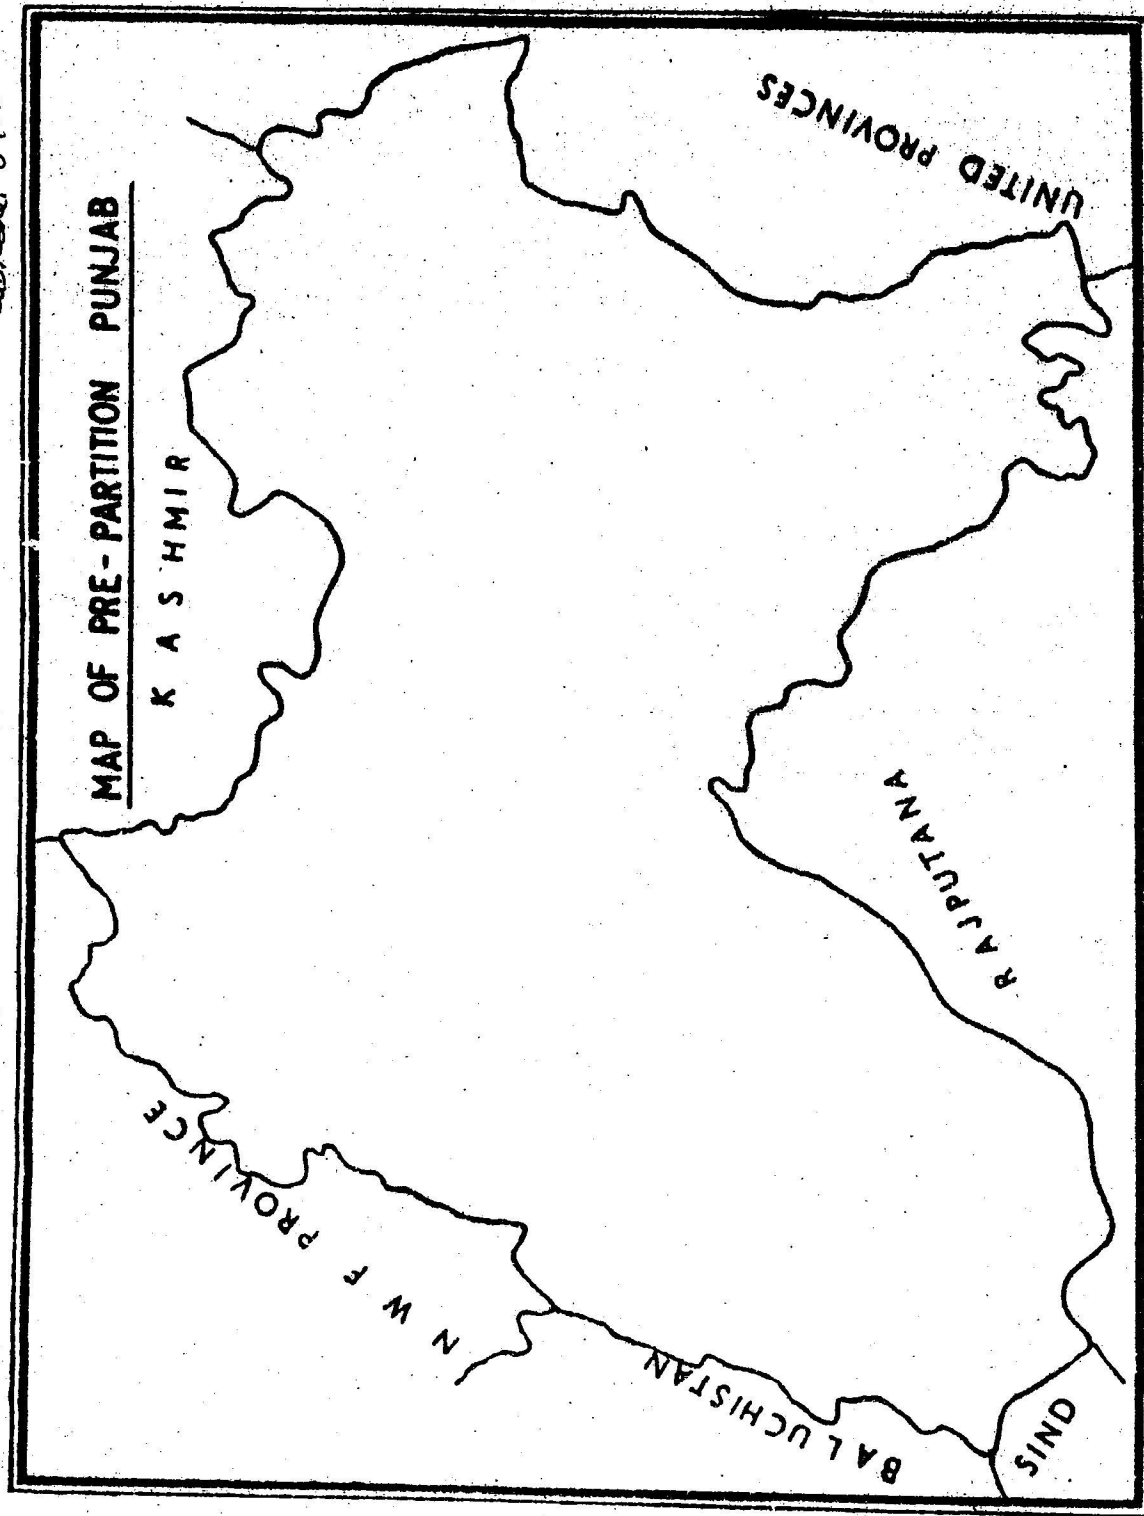 MAP OF PRE-PARTITION PUNJAB
KASHMIR
UNITED PROVINCES
N W F PROVINCE
RAJPUTANA
BALUCHISTAN
SIND